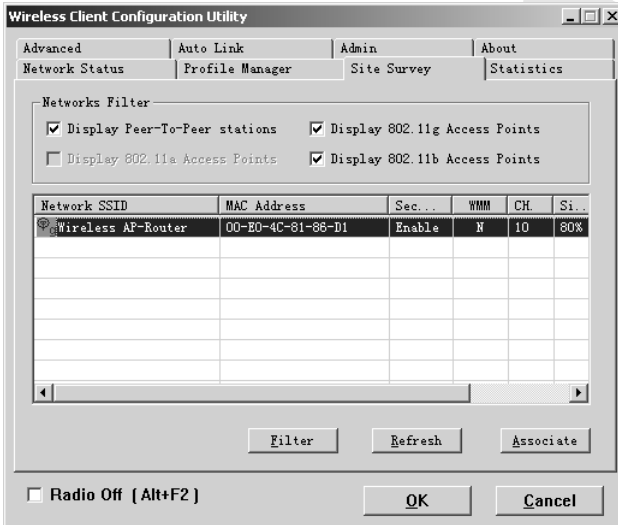 Wireless Client Configuration Utility
Advanced Auto Link Admin About
Network Status Profile Manager Site Survey Statistics
Networks Filter
Display Peer-To-Peer stations Display 802.11g Access Points
Display 802.11a Access Points Display 802.11b Access Points
Network SSID MAC Address Sec... WMM CH. Si..
Wireless AP-Router 00-E0-4C-81-86-D1 Enable N 10 80%
Filter Refresh Associate
Radio Off (Alt+F2)
OK Cancel